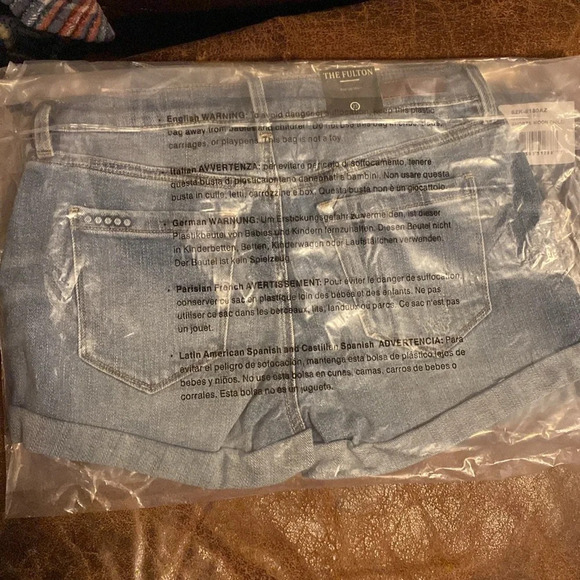 THE FULTON
• English WARNING: To avoid danger keep this plastic
bag away from babies and children. Do not use this bag in cribs,
carriages, or playpens. This bag is not a toy.
• Italian AVVERTENZA: per evitare pericolo di soffocamento, tenere
questa busta di plastica lontano da neonati e bambini. Non usare questa
busta in culle, letti, carrozzine e box. Questa busta non è un giocattolo.
• German WARNUNG: Um Erstickungsgefahr zu vermeiden, ist dieser
Plastikbeutel von Babies und Kindern fernzuhalten. Diesen Beutel nicht
in Kinderbetten, Betten, Kinderwagen oder Laufställchen verwenden.
Der Beutel ist kein Spielzeug.
• Parisian French AVERTISSEMENT: Pour éviter le danger de suffocation,
conserver ce sac en plastique loin des bébés et des enfants. Ne pas
utiliser ce sac dans les berceaux, lits, landaux ou parcs. Ce sac n'est pas
un jouet.
• Latin American Spanish and Castilian Spanish ADVERTENCIA: Para
evitar el peligro de sofocación, mantenga esta bolsa de plástico lejos de
bebés y niños. No use esta bolsa en cunes, camas, carros de bebes o
corrales. Esta bolsa no es un juguete.